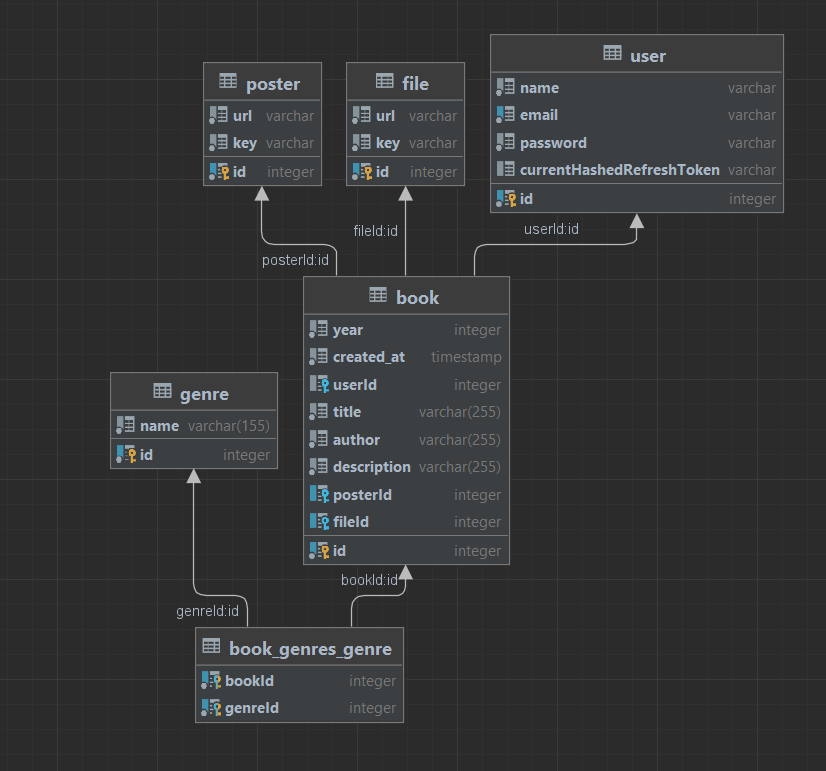 poster
url varchar
key varchar
id integer
file
url varchar
key varchar
id integer
user
name varchar
email varchar
password varchar
currentHashedRefreshToken varchar
id integer
posterId:id
fileId:id
userId:id
book
year integer
created_at timestamp
userId integer
title varchar(255)
author varchar(255)
description varchar(255)
posterId integer
fileId integer
id integer
genre
name varchar(155)
id integer
genreId:id
bookId:id
book_genres_genre
bookId integer
genreId integer